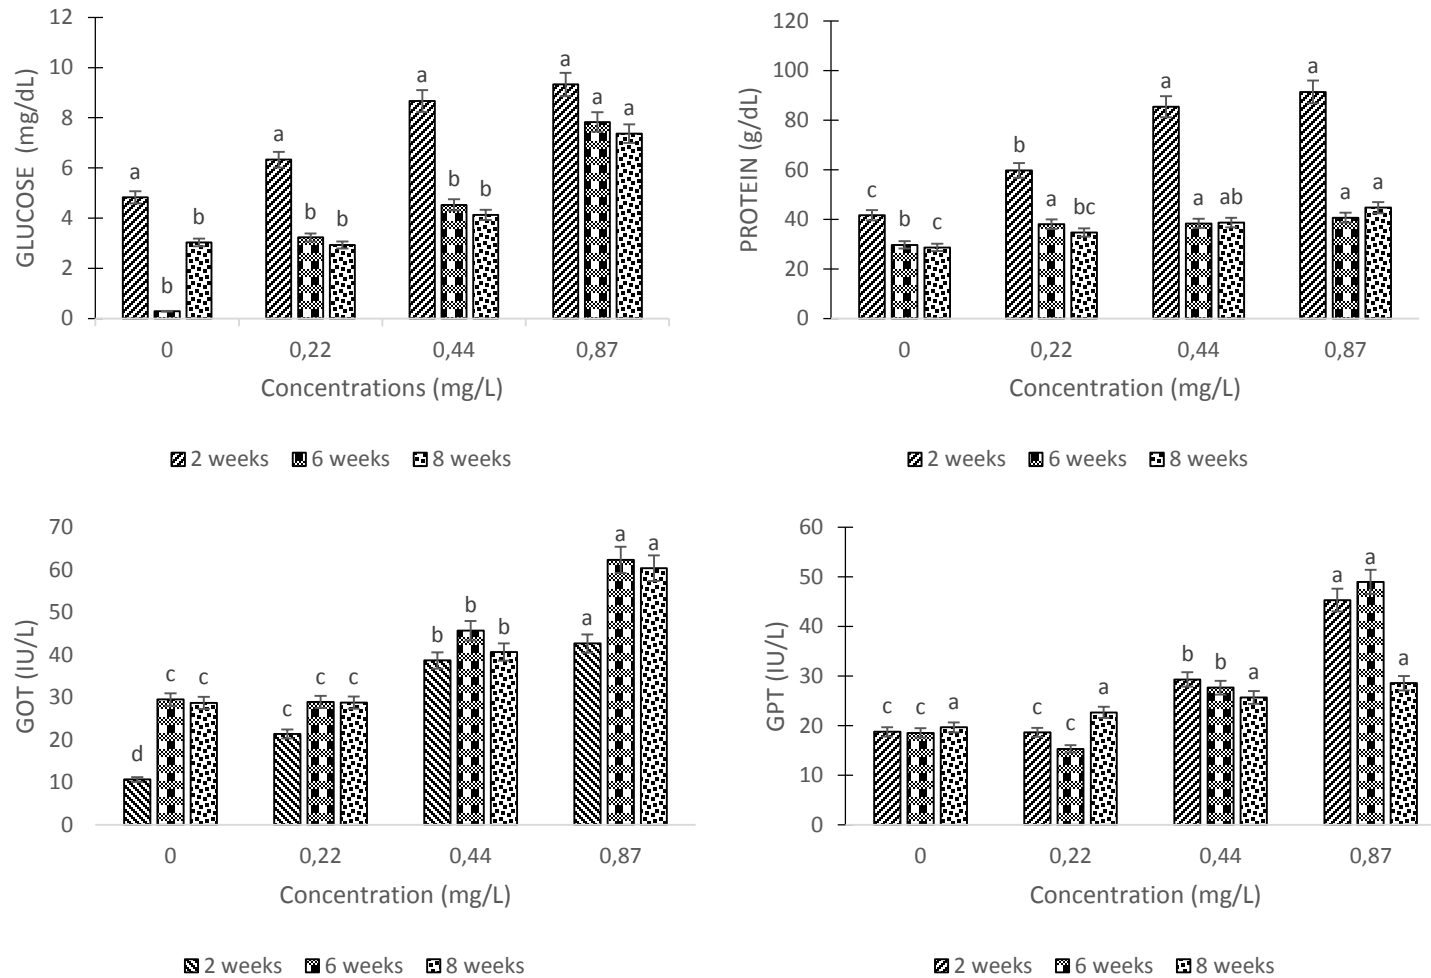 GLUCOSE (mg/dL)
12
10
8
6
4
2
0
a
b
b
a
b
b
a
b
b
a
a
a
0
0,22
0,44
0,87
Concentrations (mg/L)
2 weeks 6 weeks 8 weeks
PROTEIN (g/dL)
120
100
80
60
40
20
0
c
b
c
b
a
bc
a
a
ab
a
a
a
0
0,22
0,44
0,87
Concentration (mg/L)
2 weeks 6 weeks 8 weeks
GOT (IU/L)
70
60
50
40
30
20
10
0
d
c
c
c
c
c
b
b
b
a
a
a
0
0,22
0,44
0,87
Concentration (mg/L)
2 weeks 6 weeks 8 weeks
GPT (IU/L)
60
50
40
30
20
10
0
c
c
a
c
c
a
b
b
a
a
a
a
0
0,22
0,44
0,87
Concentration (mg/L)
2 weeks 6 weeks 8 weeks